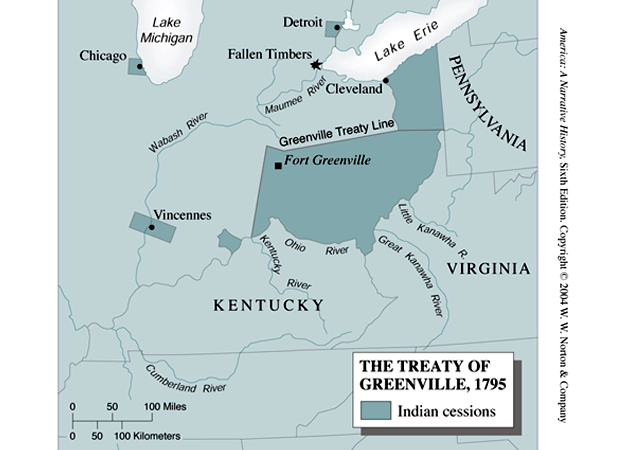 Lake
Michigan
Detroit
Lake Erie
Chicago
Fallen Timbers
Cleveland
Maumee River
PENNSYLVANIA
Wabash River
Greenville Treaty Line
Fort Greenville
Vincennes
Little Kanawha R.
Kentucky
River
Ohio River
Great Kanawha River
VIRGINIA
KENTUCKY
Cumberland River
THE TREATY OF
GREENVILLE, 1795
Indian cessions
0 50 100 Miles
0 50 100 Kilometers
America: A Narrative History, Sixth Edition. Copyright © 2004 W. W. Norton & Company